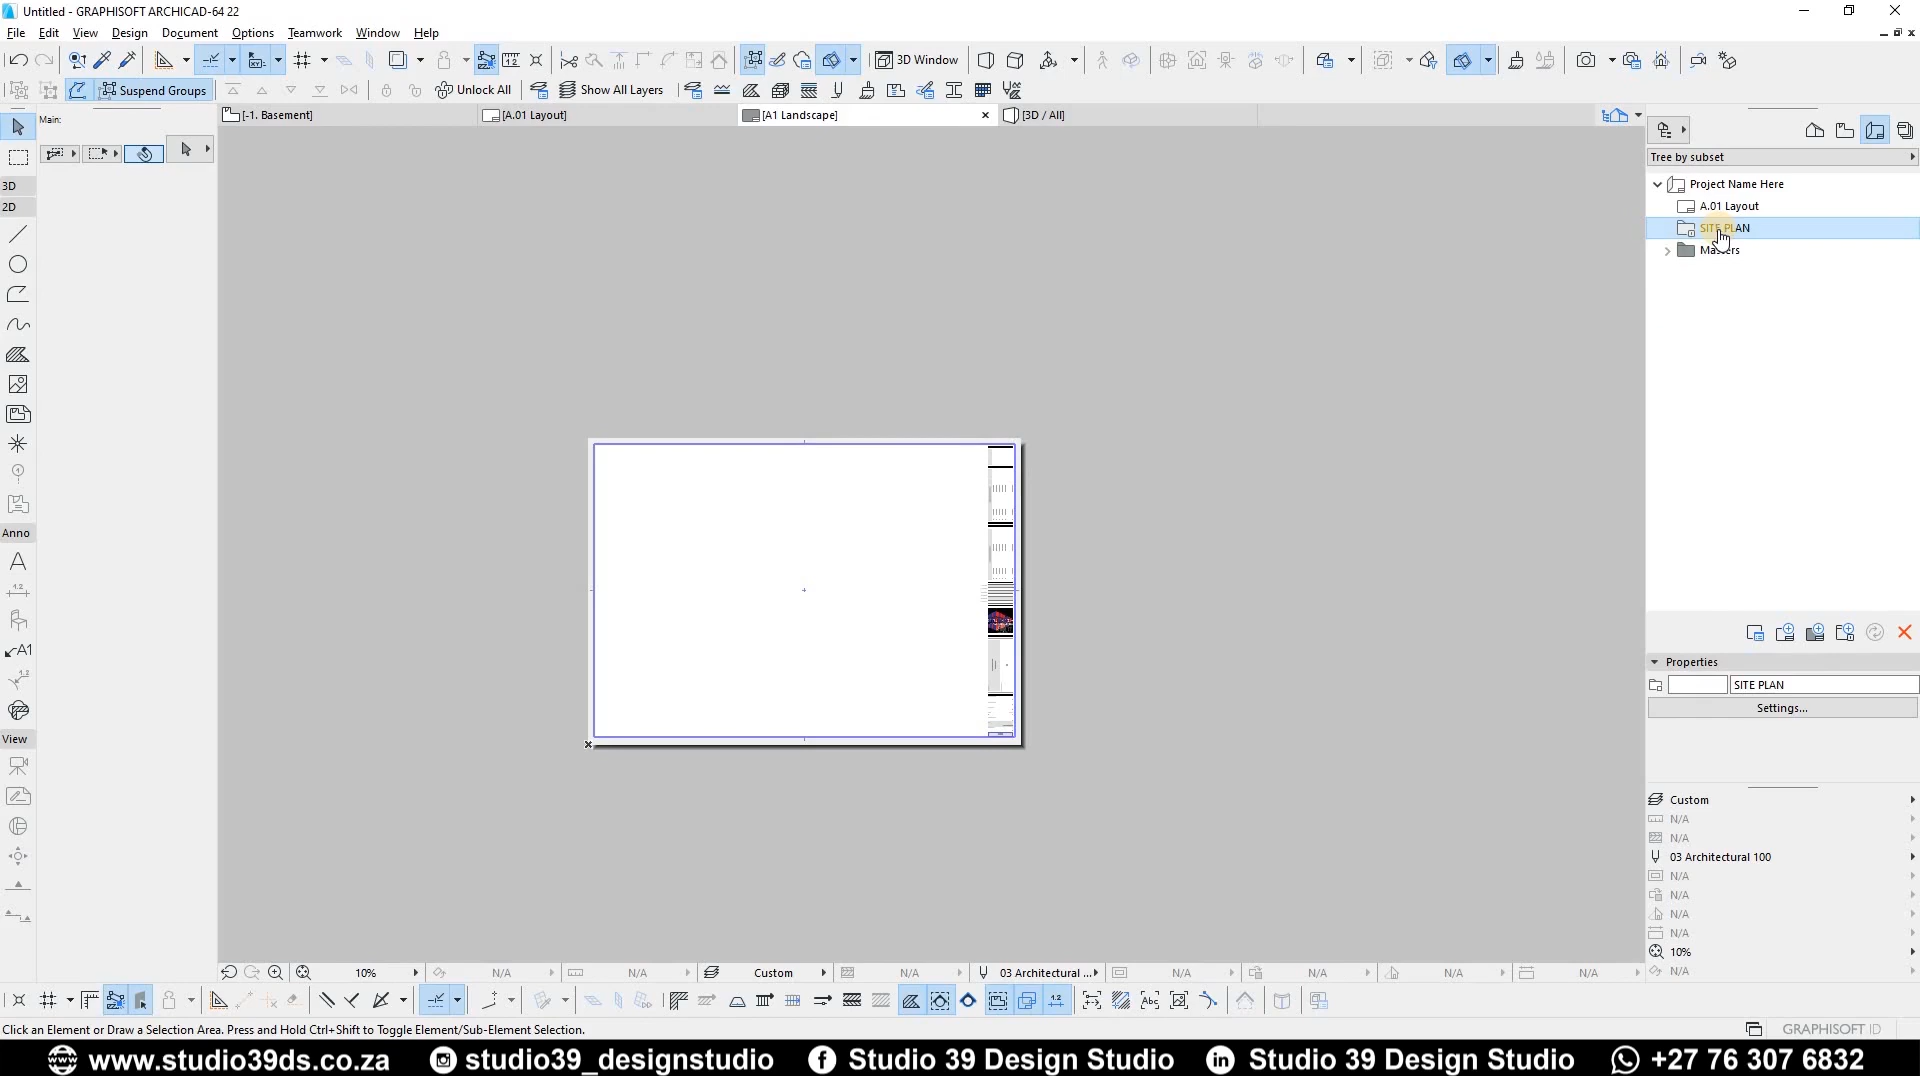 Untitled - GRAPHISOFT ARCHICAD-64 22
File Edit View Design Document Options Teamwork Window Help
3D Window
Suspend Groups Unlock All Show All Layers
Main: [-1. Basement] [A.01 Layout] [A1 Landscape] [3D / All]
Tree by subset
3D
Project Name Here
2D
A.01 Layout
SITE PLAN
Masters
Anno
A1
Properties
SITE PLAN
Settings...
View
Custom
N/A
N/A
03 Architectural 100
N/A
N/A
N/A
N/A
10%
N/A
10% N/A N/A Custom N/A 03 Architectural ... N/A N/A N/A N/A
Click an Element or Draw a Selection Area. Press and Hold Ctrl+Shift to Toggle Element/Sub-Element Selection.
GRAPHISOFT ID
www.studio39ds.co.za studio39_designstudio Studio 39 Design Studio Studio 39 Design Studio +27 76 307 6832